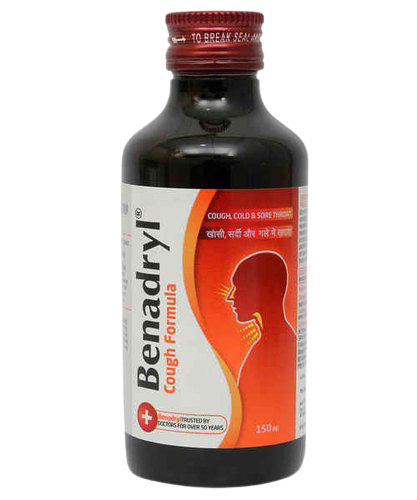 TO BREAK SEAL
Benadryl®
Cough Formula
COUGH, COLD & SORE THROAT
खाँसी, सर्दी और गले में
Benadryl TRUSTED BY
DOCTORS FOR OVER 50 YEARS
150 ml